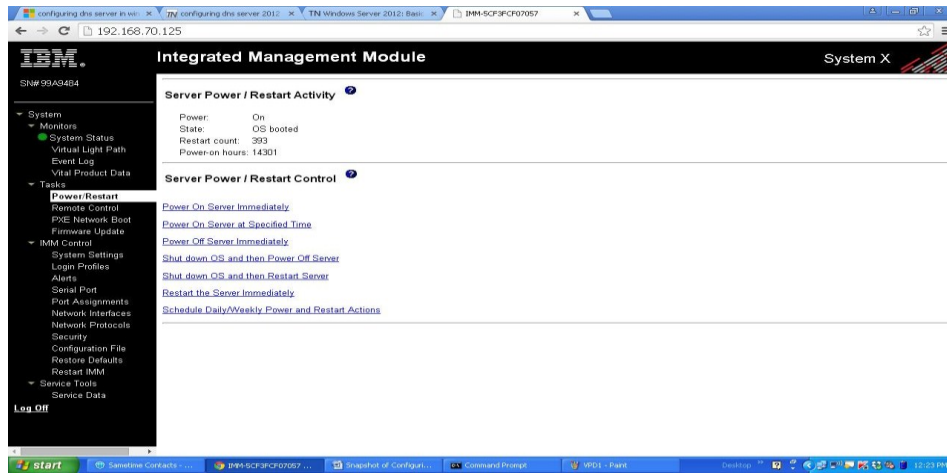 configuring dns server in win
configuring dns server 2012
TN Windows Server 2012: Basic
IMM-5CF3FCF07057
192.168.70.125
IBM.
Integrated Management Module
System X
SN# 99A9484
System
Monitors
System Status
Virtual Light Path
Event Log
Vital Product Data
Tasks
Power/Restart
Remote Control
PXE Network Boot
Firmware Update
IMM Control
System Settings
Login Profiles
Alerts
Serial Port
Port Assignments
Network Interfaces
Network Protocols
Security
Configuration File
Restore Defaults
Restart IMM
Service Tools
Service Data
Log Off
Server Power / Restart Activity
Power: On
State: OS booted
Restart count: 393
Power-on hours: 14301
Server Power / Restart Control
Power On Server Immediately
Power On Server at Specified Time
Power Off Server Immediately
Shut down OS and then Power Off Server
Shut down OS and then Restart Server
Restart the Server Immediately
Schedule Daily/Weekly Power and Restart Actions
start
Sametime Contacts - ...
IMM-5CF3FCF07057 ...
Snapshot of Configuri...
Command Prompt
VPD1 - Paint
Desktop
12:23 PM